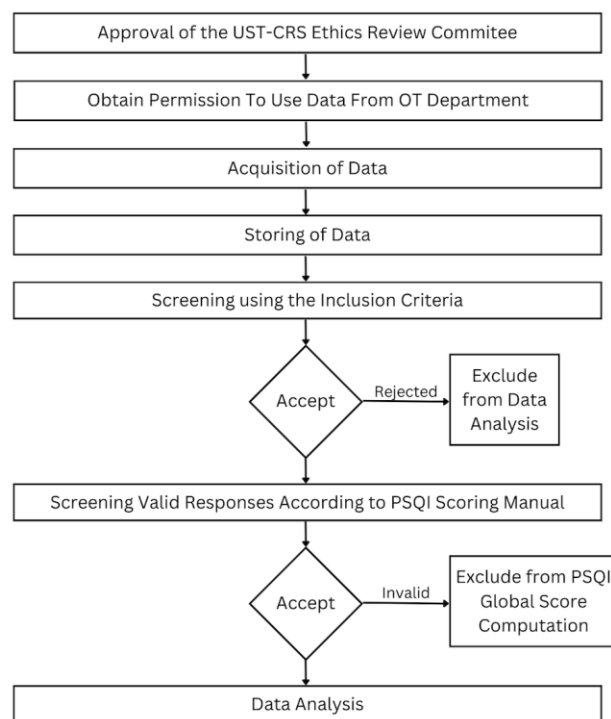 Approval of the UST-CRS Ethics Review Commitee
Obtain Permission To Use Data From OT Department
Acquisition of Data
Storing of Data
Screening using the Inclusion Criteria
Accept
Rejected
Exclude
from Data
Analysis
Screening Valid Responses According to PSQI Scoring Manual
Accept
Invalid
Exclude from PSQI
Global Score
Computation
Data Analysis